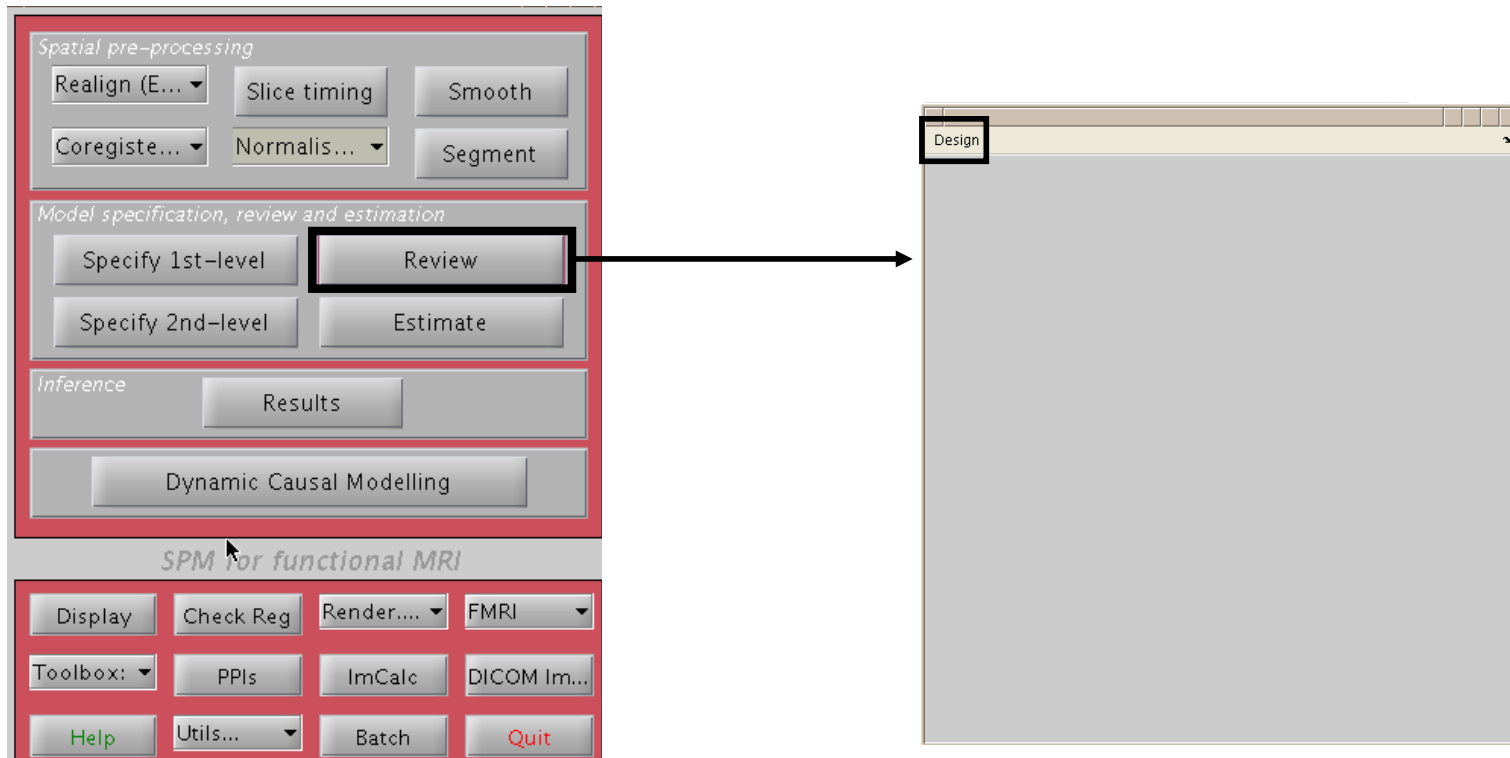 Spatial pre-processing
Realign (E...
Slice timing
Smooth
Coregiste...
Normalis...
Segment
Model specification, review and estimation
Specify 1st-level
Review
Specify 2nd-level
Estimate
Inference
Results
Dynamic Causal Modelling
SPM for functional MRI
Display
Check Reg
Render....
FMRI
Toolbox:
PPIs
ImCalc
DICOM Im...
Help
Utils...
Batch
Quit
Design